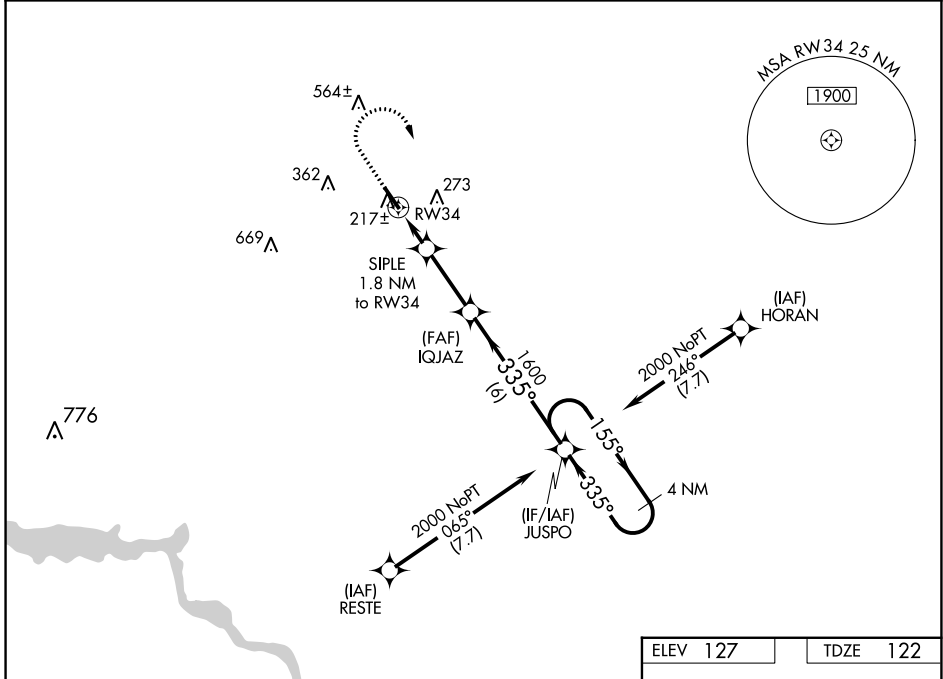 MSA RW34 25 NM
1900
564±
362
273
217±
RW34
669
SIPLE
1.8 NM
to RW34
(IAF)
HORAN
(FAF)
IQJAZ
1600
335°
(6)
2000 NoPT
246°
(7.7)
776
155°
335°
4 NM
2000 NoPT
065°
(7.7)
(IF/IAF)
JUSPO
(IAF)
RESTE
ELEV 127
TDZE 122